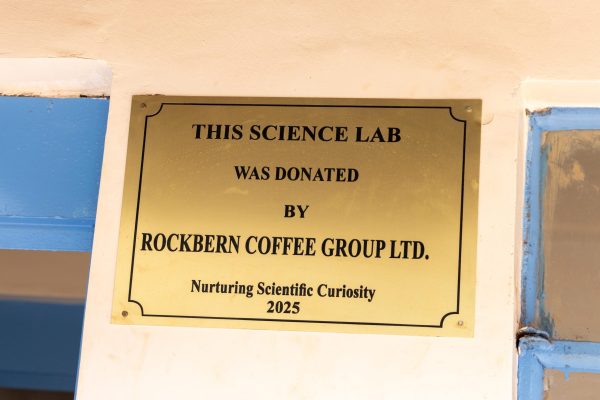 THIS SCIENCE LAB
WAS DONATED
BY
ROCKBERN COFFEE GROUP LTD.
Nurturing Scientific Curiosity
2025